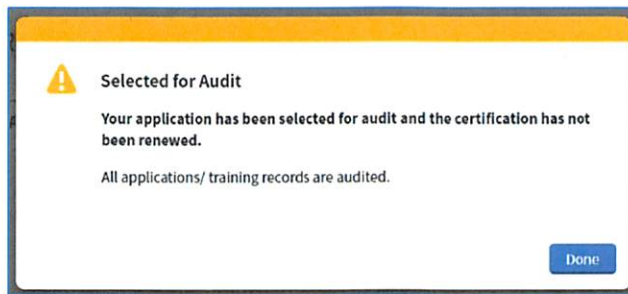 Selected for Audit
Your application has been selected for audit and the certification has not
been renewed.
All applications/ training records are audited.
Done